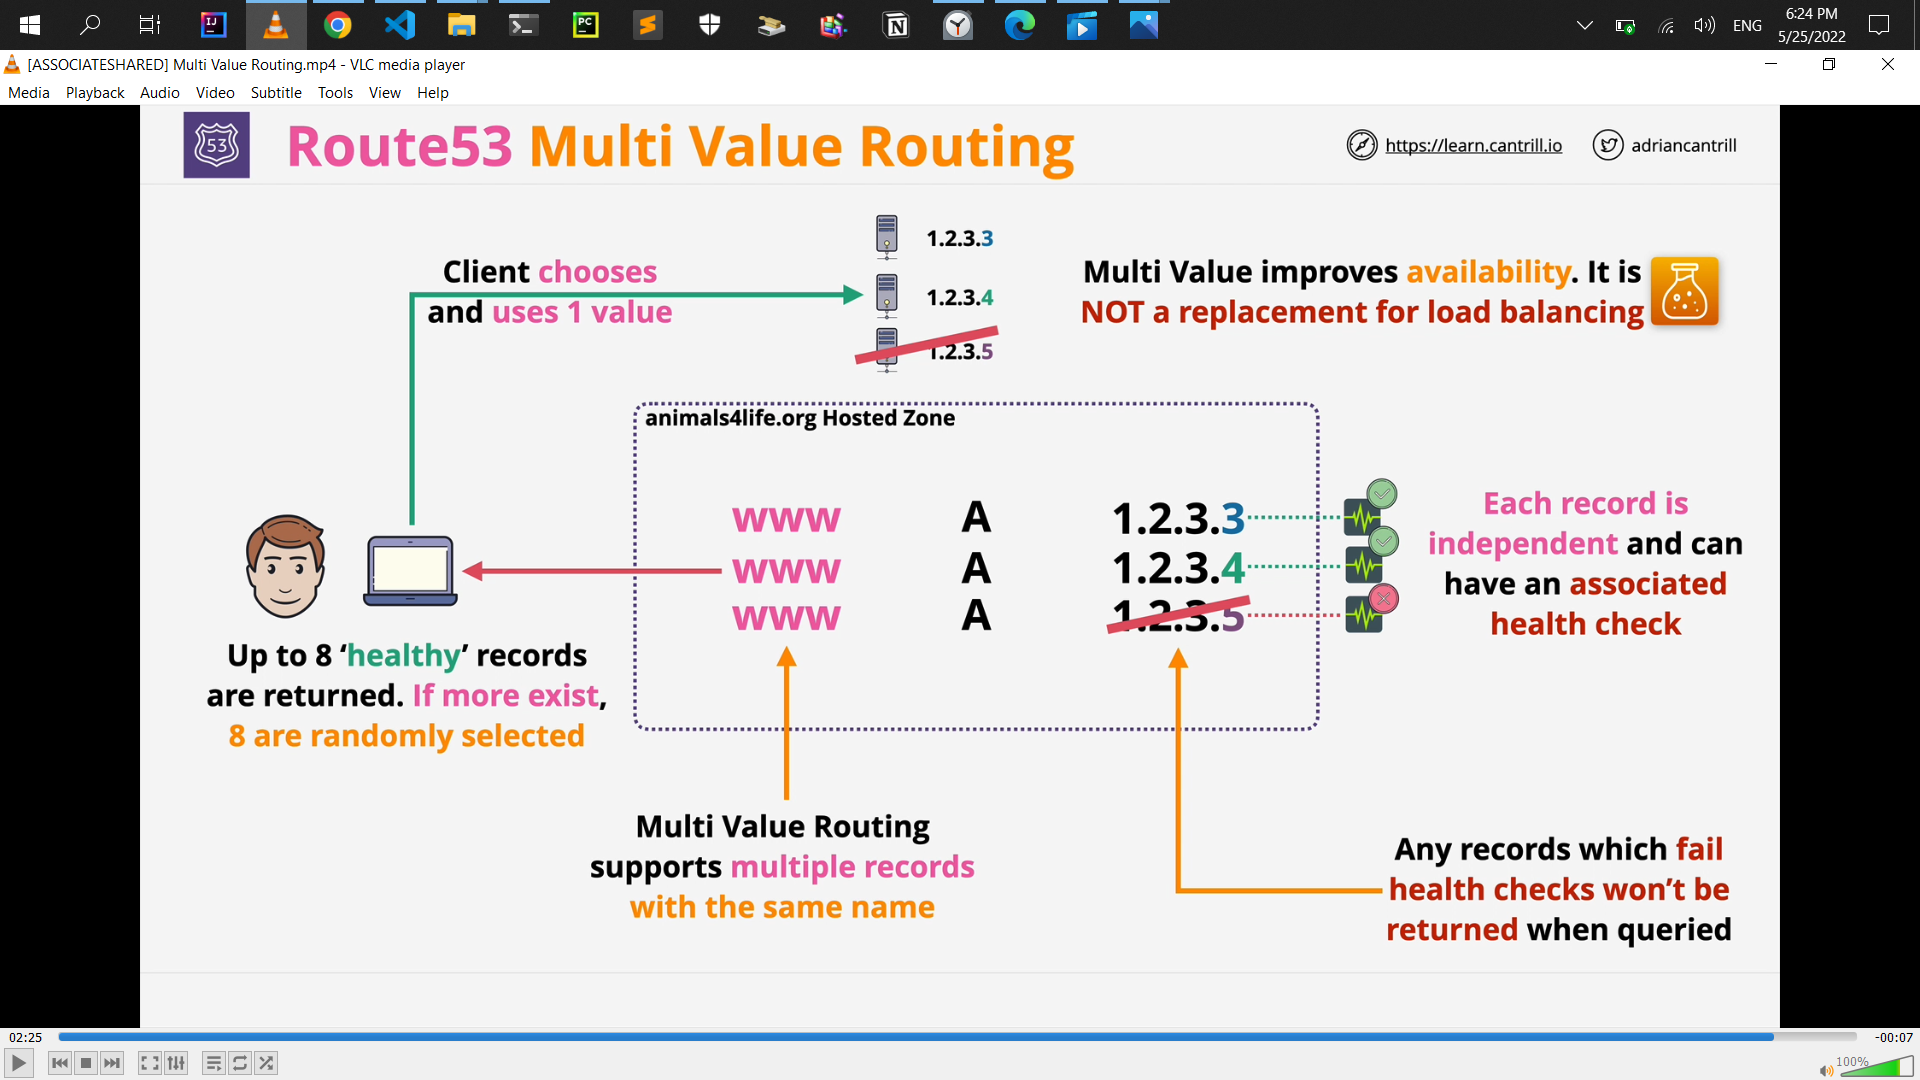 6:24 PM
ENG
5/25/2022
[ASSOCIATESHARED] Multi Value Routing.mp4 - VLC media player
Media Playback Audio Video Subtitle Tools View Help
53
Route53 Multi Value Routing
https://learn.cantrill.io
adriancantrill
1.2.3.3
1.2.3.4
1.2.3.5
Client chooses
and uses 1 value
Multi Value improves availability. It is
NOT a replacement for load balancing
animals4life.org Hosted Zone
www A 1.2.3.3
www A 1.2.3.4
www A 1.2.3.5
Each record is
independent and can
have an associated
health check
Up to 8 ‘healthy’ records
are returned. If more exist,
8 are randomly selected
Multi Value Routing
supports multiple records
with the same name
Any records which fail
health checks won’t be
returned when queried
02:25
-00:07
100%